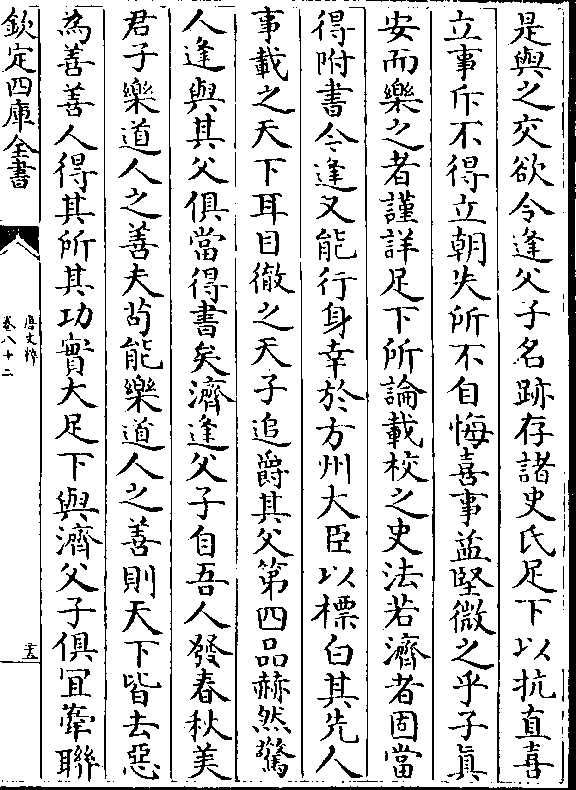 是與之交欲令逢父子名跡存諸史氏足下以抗直喜
立事斥不得立朝失所不自悔喜事益堅微之乎子真
安而樂之者謹詳足下所論載校之史法若濟者固當
得附書今逢又能行身幸於方州大臣以標白其先人
事載之天下耳目徹之天子追爵其父第四品赫然驚
人逢與其父俱當得書矣濟逢父子自吾人發春秋美
君子樂道人之善夫苟能樂道人之善則天下皆去惡
為善善人得其所其功實大足下與濟父子俱宜牽聯
欽定四庫全書
唐文粹
卷八十二
十五